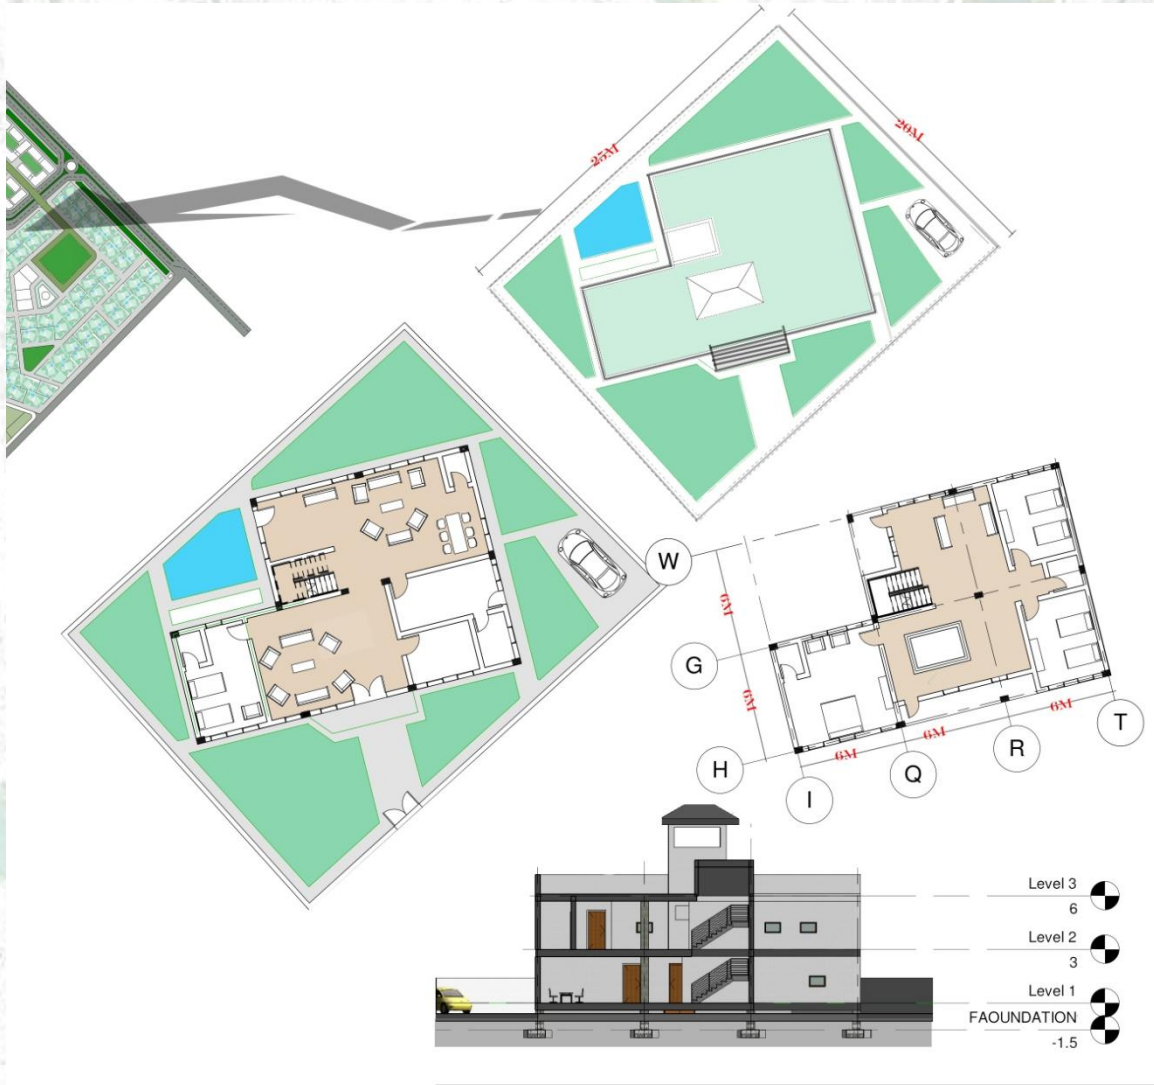 25M
20M
W
G
H
I
Q
R
T
6M
6M
6M
6M
6M
Level 3
6
Level 2
3
Level 1
FAOUNDATION
-1.5